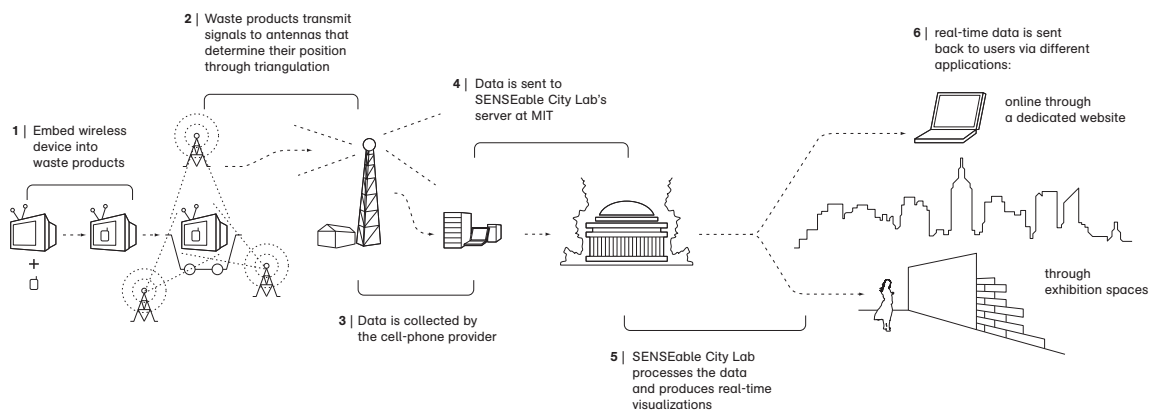 1 | Embed wireless
device into
waste products
+
2 | Waste products transmit
signals to antennas that
determine their position
through triangulation
3 | Data is collected by
the cell-phone provider
4 | Data is sent to
SENSEable City Lab's
server at MIT
5 | SENSEable City Lab
processes the data
and produces real-time
visualizations
6 | real-time data is sent
back to users via different
applications:
online through
a dedicated website
through
exhibition spaces